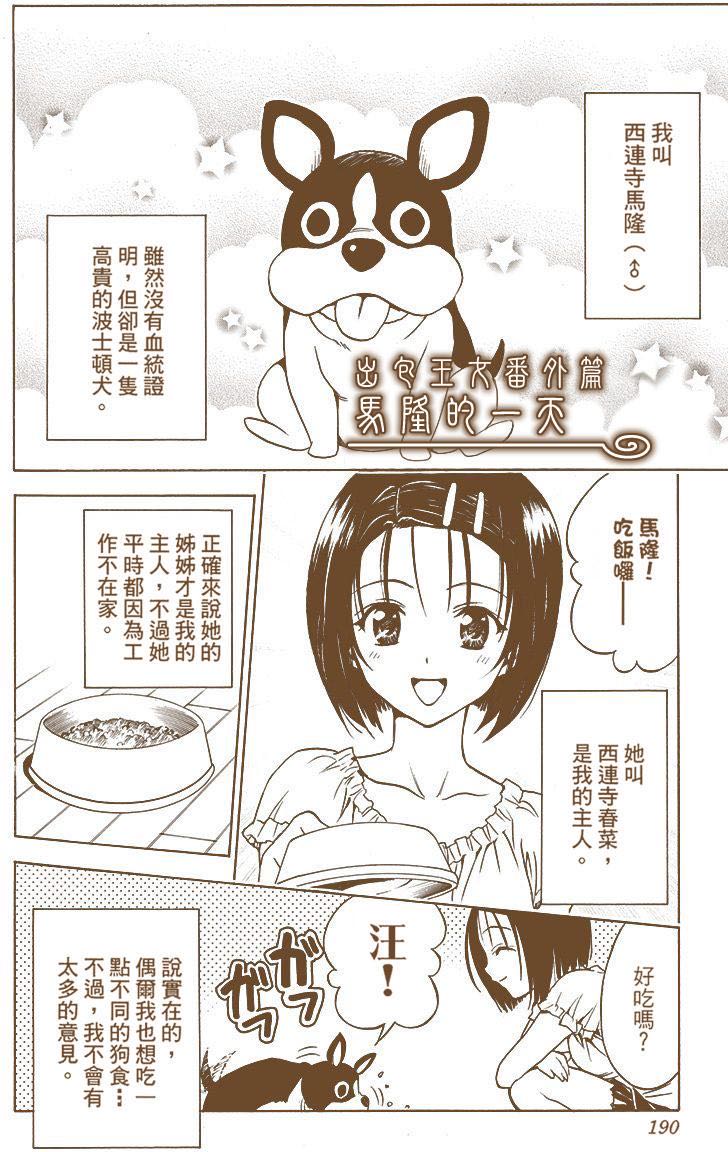 我叫
西連寺馬隆(♂)
雖然沒有血統證
明，但卻是一隻
高貴的波士頓犬。
出包王女番外篇
馬隆的一天
馬隆！
吃飯囉——
她叫
西連寺春菜，
是我的主人。
正確來說她的
姊姊才是我的
主人，不過她
平時都因為工
作不在家。
好吃嗎？
汪！
ガッ
ガッ
說實在的，
偶爾我也想吃一
點不同的狗食…
不過，我不會有
太多的意見。
190